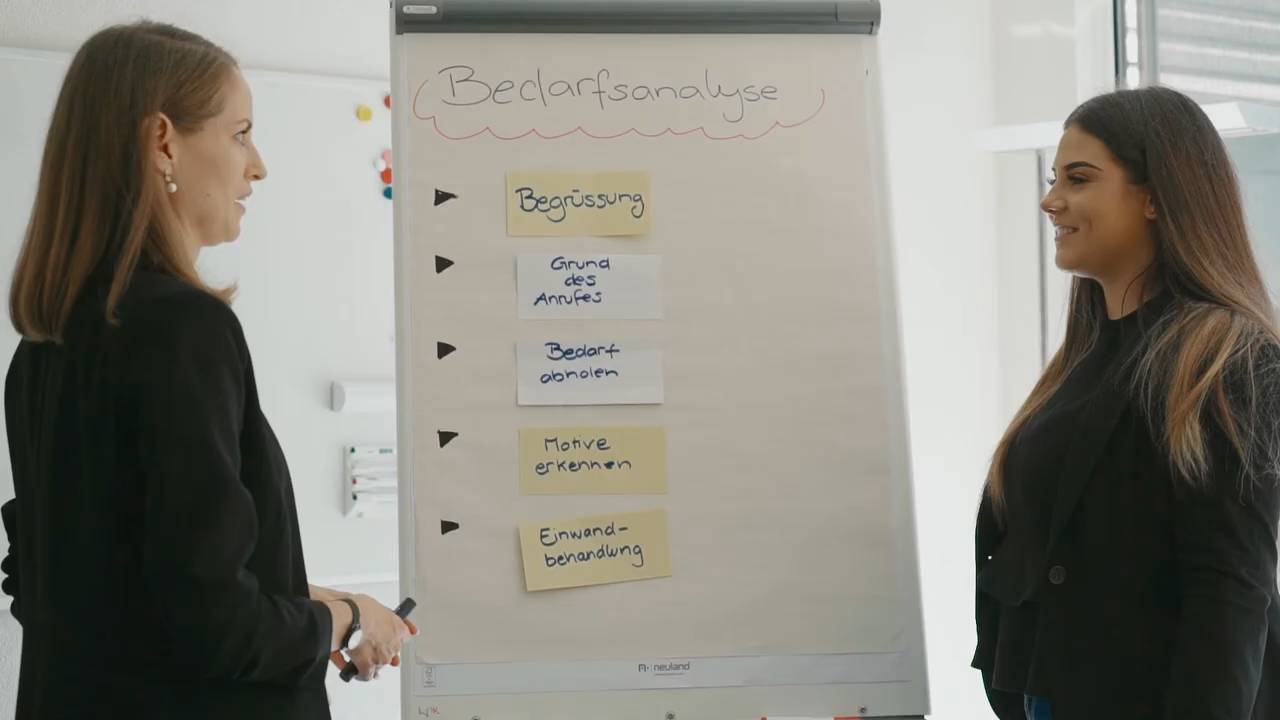 Bedarfsanalyse
Begrüssung
Grund
des
Anrufes
Bedarf
abholen
Motive
erkennen
Einwand-
behandlung
neuland